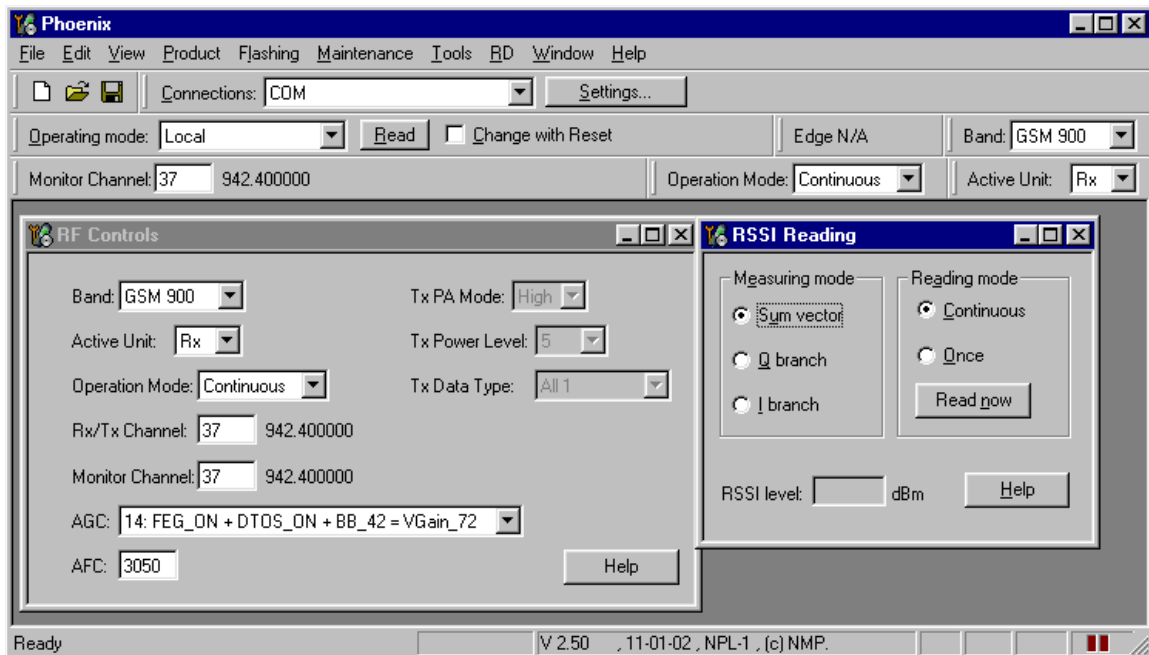 Phoenix
File Edit View Product Flashing Maintenance Tools RD Window Help
Connections: COM Settings...
Operating mode: Local Read Change with Reset Edge N/A Band: GSM 900
Monitor Channel: 37 942.400000 Operation Mode: Continuous Active Unit: Rx
RF Controls
Band: GSM 900 Tx PA Mode: High
Active Unit: Rx Tx Power Level: 5
Operation Mode: Continuous Tx Data Type: All 1
Rx/Tx Channel: 37 942.400000
Monitor Channel: 37 942.400000
AGC: 14: FEG_ON + DTOS_ON + BB_42 = VGain_72
AFC: 3050 Help
RSSI Reading
Measuring mode Reading mode
Sum vector Continuous
Q branch Once
I branch Read now
RSSI level: dBm Help
Ready V 2.50 , 11-01-02 , NPL-1 , (c) NMP.